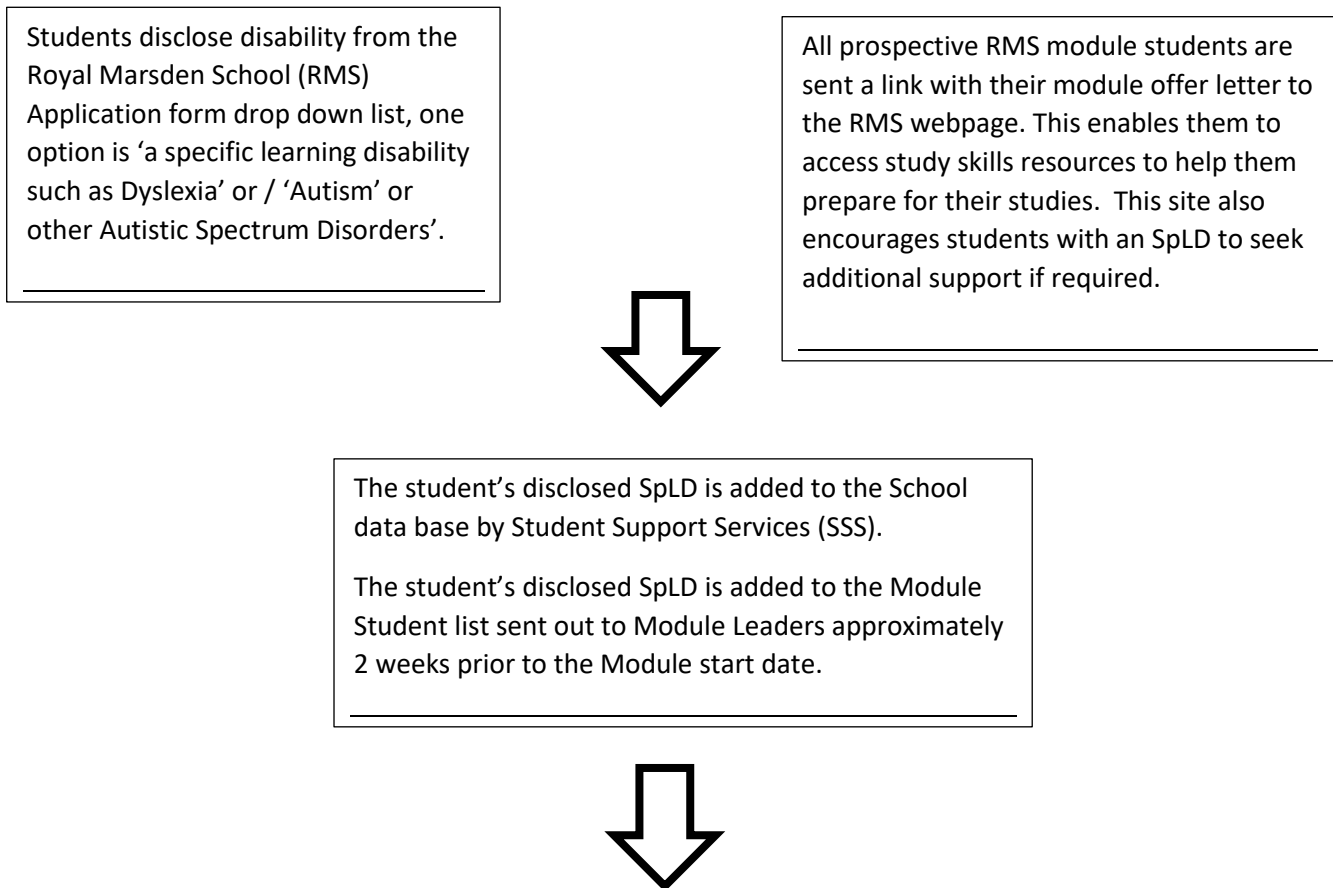 Students disclose disability from the
Royal Marsden School (RMS)
Application form drop down list, one
option is ‘a specific learning disability
such as Dyslexia’ or / ‘Autism’ or
other Autistic Spectrum Disorders’.
All prospective RMS module students are
sent a link with their module offer letter to
the RMS webpage. This enables them to
access study skills resources to help them
prepare for their studies.  This site also
encourages students with an SpLD to seek
additional support if required.
The student’s disclosed SpLD is added to the School
data base by Student Support Services (SSS).
The student’s disclosed SpLD is added to the Module
Student list sent out to Module Leaders approximately
2 weeks prior to the Module start date.